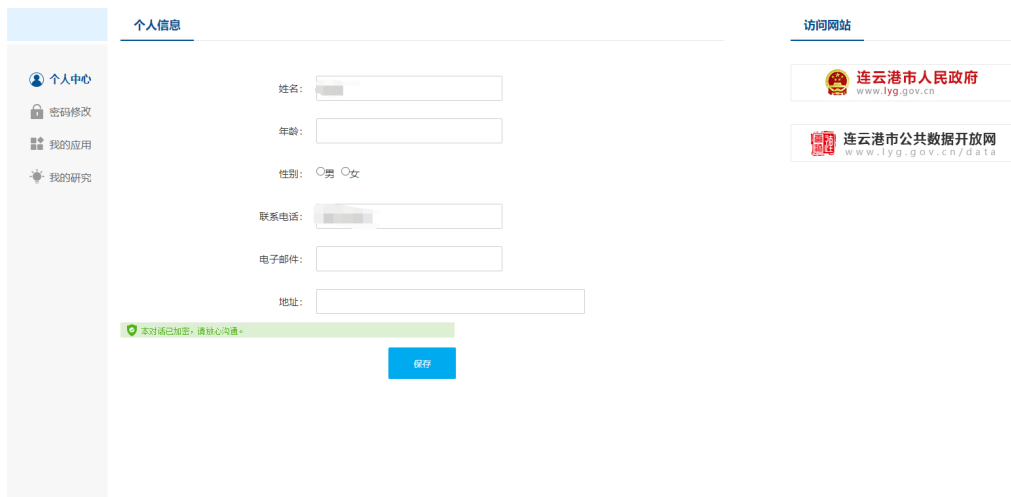 个人信息
访问网站
个人中心
密码修改
我的应用
我的研究
姓名：
年龄：
性别： 男 女
联系电话：
电子邮件：
地址：
本对话已加密，请放心沟通。
保存
连云港市人民政府
www.lyg.gov.cn
连云港市公共数据开放网
www.lyg.gov.cn/data